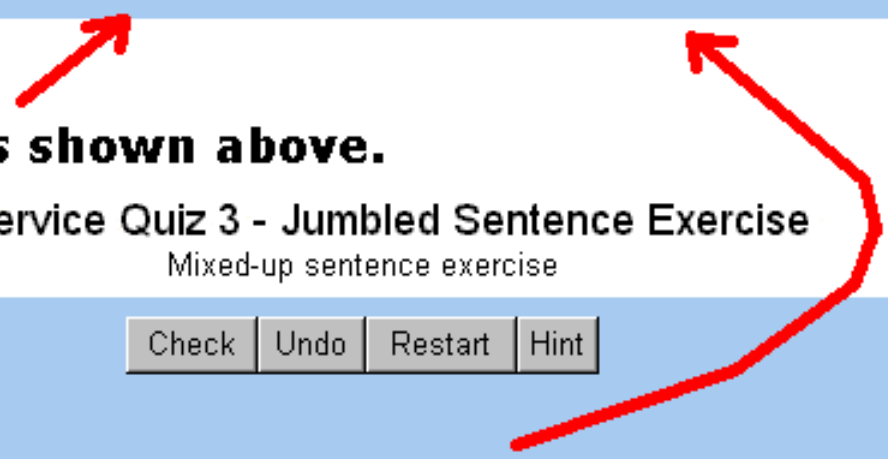 shown above.
ervice Quiz 3 - Jumbled Sentence Exercise
Mixed-up sentence exercise
Check Undo Restart Hint